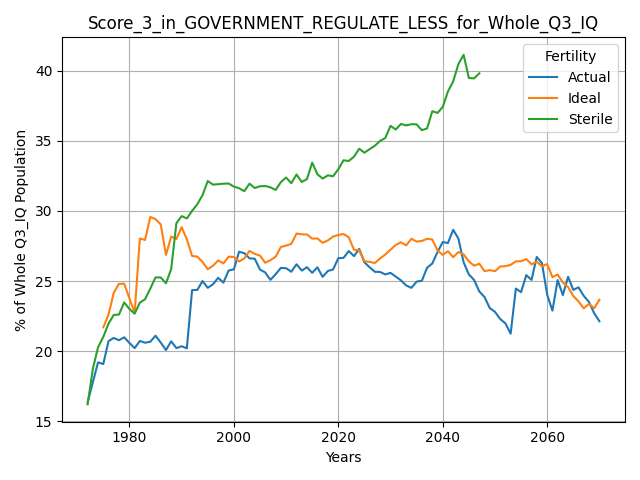 Score_3_in_GOVERNMENT_REGULATE_LESS_for_Whole_Q3_IQ
Fertility
Actual
Ideal
Sterile
% of Whole Q3_IQ Population
40
35
30
25
20
15
1980
2000
2020
2040
2060
Years